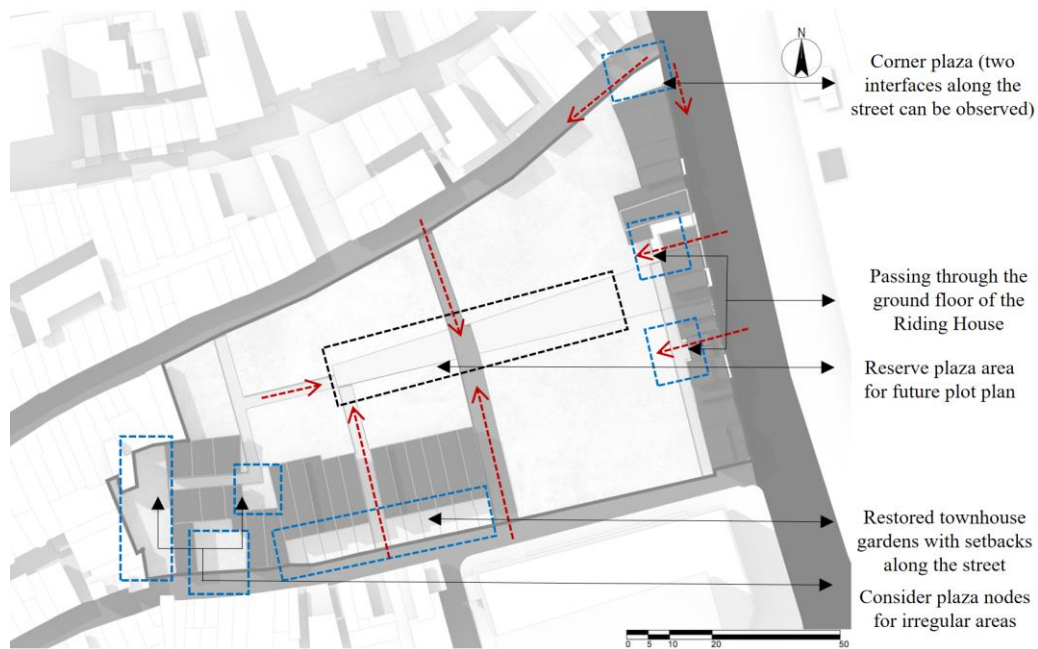 N
Corner plaza (two
interfaces along the
street can be observed)
Passing through the
ground floor of the
Riding House
Reserve plaza area
for future plot plan
Restored townhouse
gardens with setbacks
along the street
Consider plaza nodes
for irregular areas
0 5 10 20 50